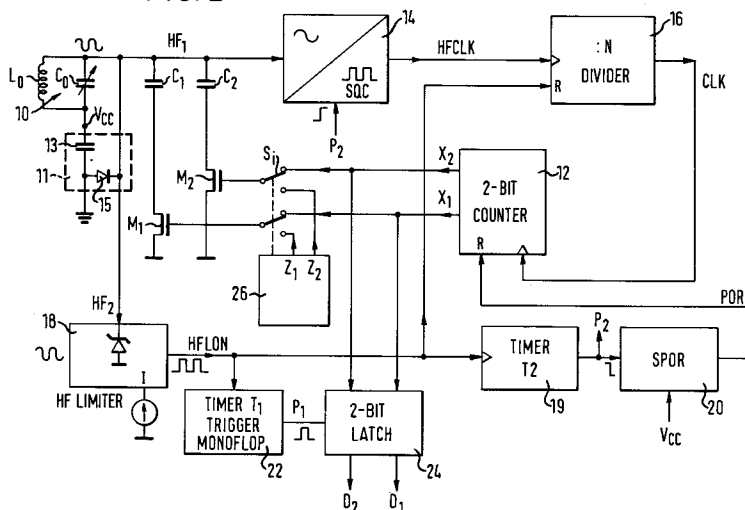 HF1
14
HFCLK
16
L0
C0
C1
C2
SQC
:N
DIVIDER
R
CLK
10
VCC
P2
13
11
15
Si
X2
12
M2
X1
2-BIT
COUNTER
M1
Z1 Z2
R
26
POR
HF2
18
HFLON
P2
I
TIMER
T2
SPOR
HF LIMITER
TIMER T1
TRIGGER
MONOFLOP
P1
2-BIT
LATCH
19
20
22
24
VCC
D2 D1